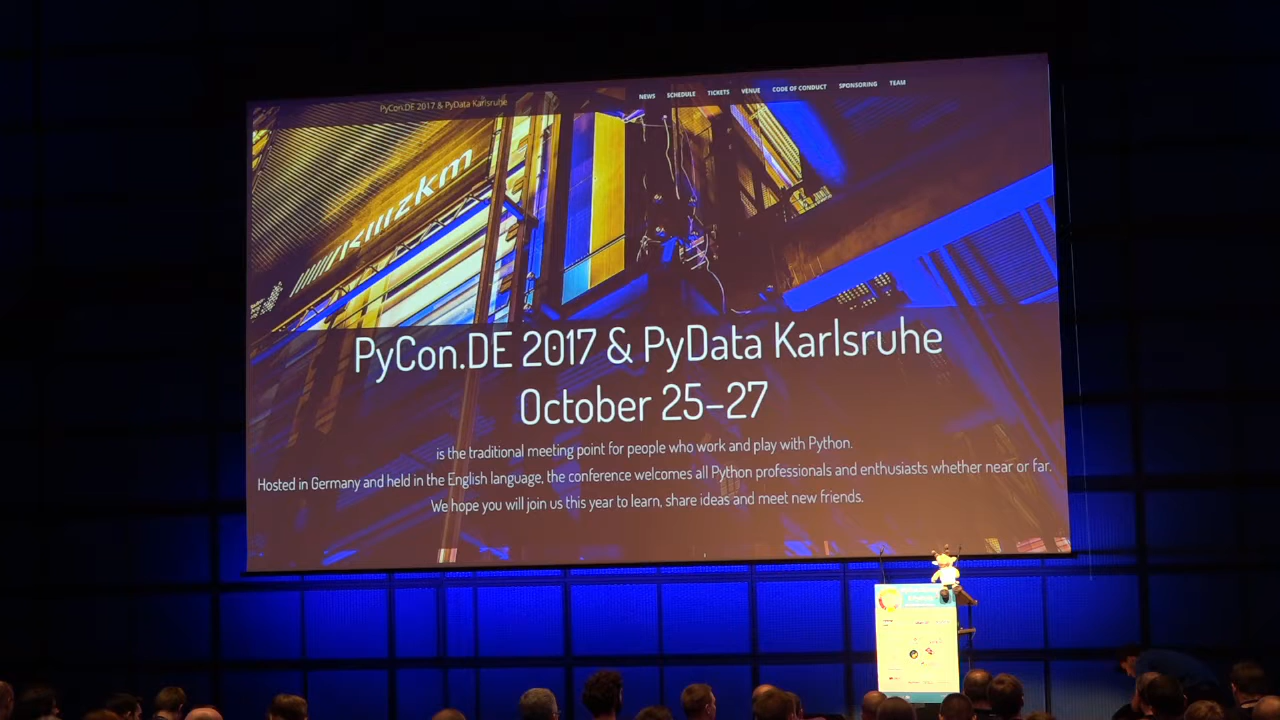 PyCon.DE 2017 & PyData Karlsruhe
NEWS SCHEDULE TICKETS VENUE CODE OF CONDUCT SPONSORING TEAM
zkm
PyCon.DE 2017 & PyData Karlsruhe
October 25–27
is the traditional meeting point for people who work and play with Python.
Hosted in Germany and held in the English language, the conference welcomes all Python professionals and enthusiasts whether near or far.
We hope you will join us this year to learn, share ideas and meet new friends.